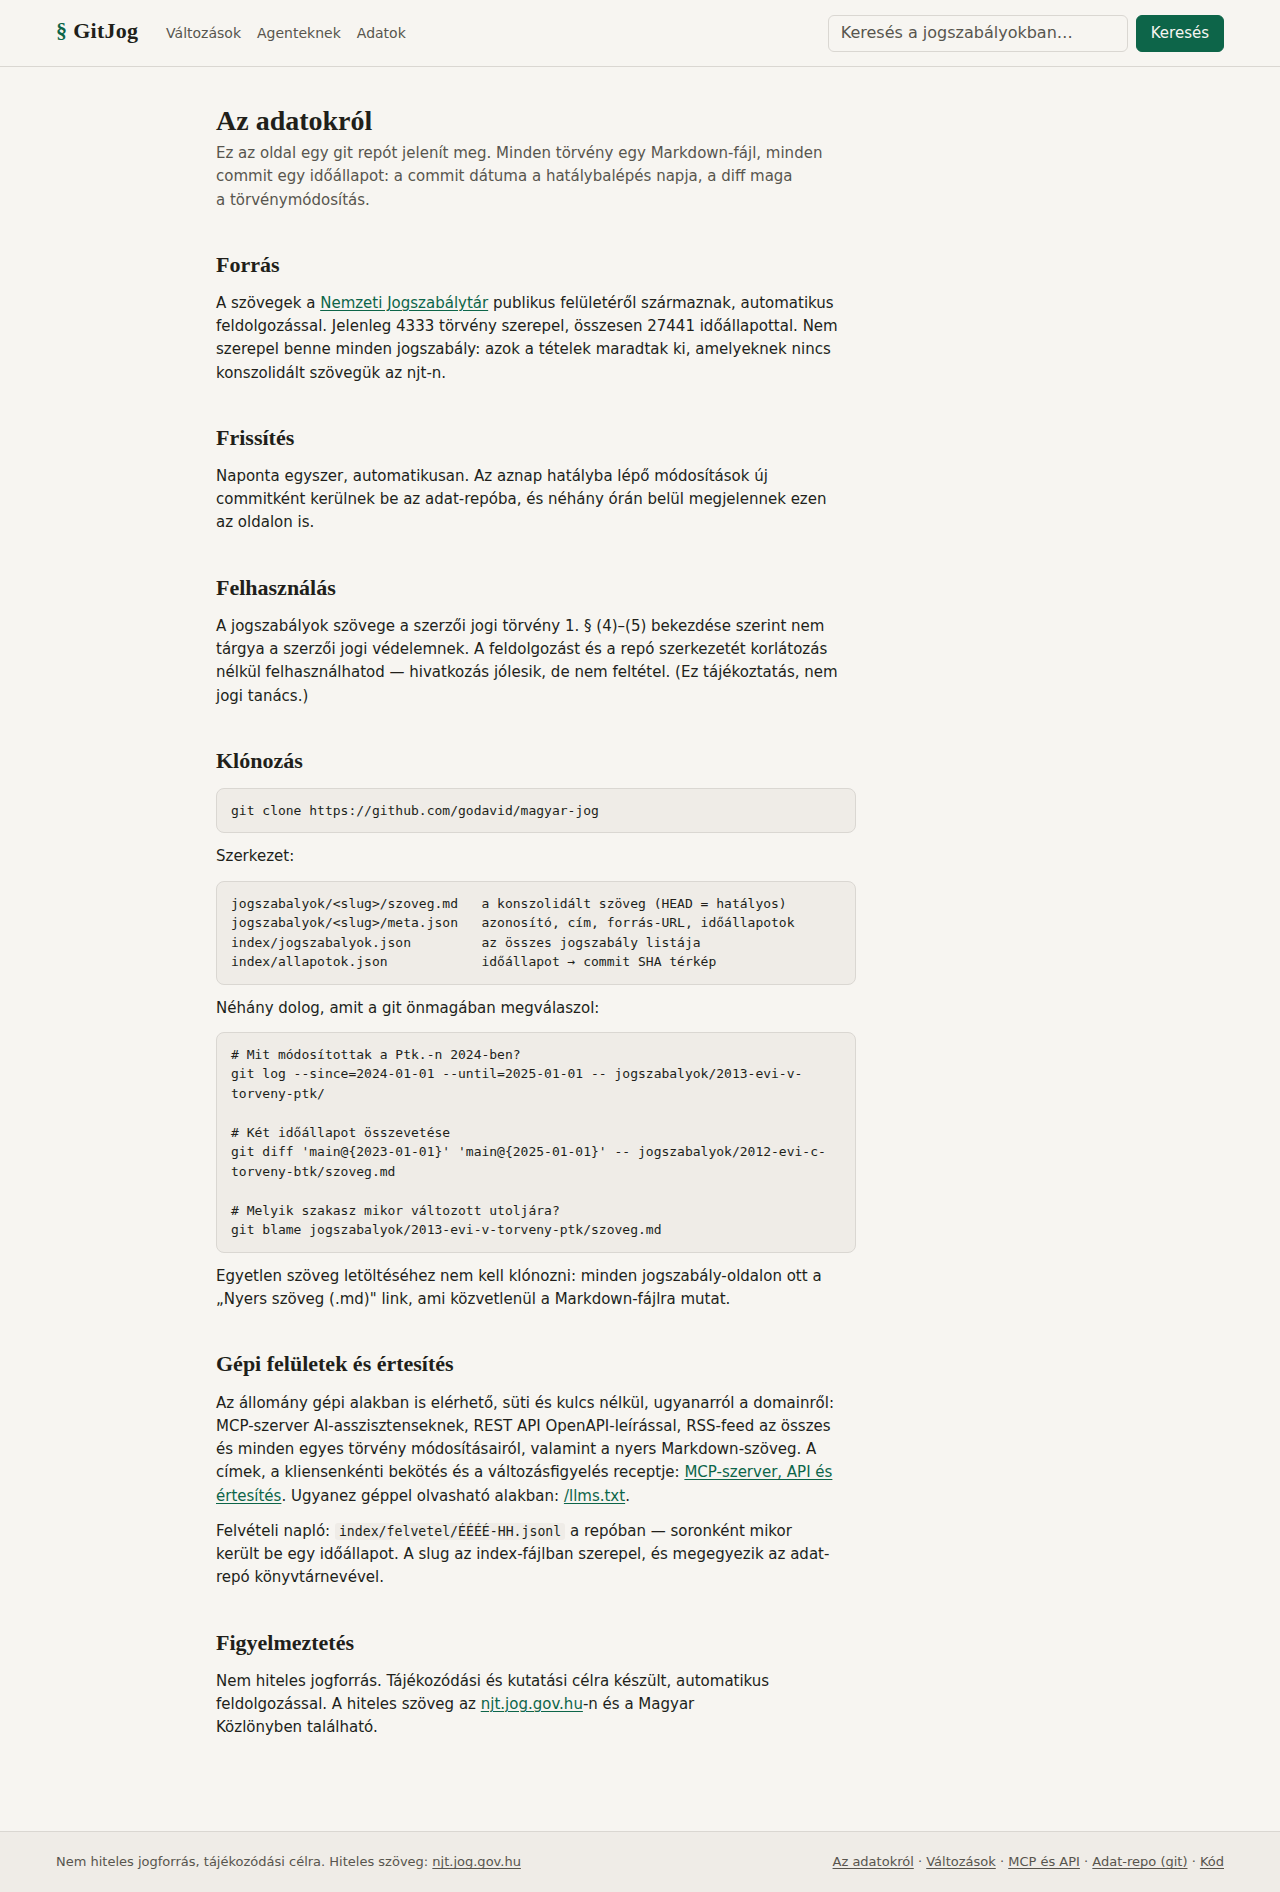 § GitJog
Változások
Agenteknek
Adatok
Keresés a jogszabályokban…
Keresés
Az adatokról
Ez az oldal egy git repót jelenít meg. Minden törvény egy Markdown-fájl, minden
commit egy időállapot: a commit dátuma a hatálybalépés napja, a diff maga
a törvénymódosítás.
Forrás
A szövegek a Nemzeti Jogszabálytár publikus felületéről származnak, automatikus
feldolgozással. Jelenleg 4333 törvény szerepel, összesen 27441 időállapottal. Nem
szerepel benne minden jogszabály: azok a tételek maradtak ki, amelyeknek nincs
konszolidált szövegük az njt-n.
Frissítés
Naponta egyszer, automatikusan. Az aznap hatályba lépő módosítások új
commitként kerülnek be az adat-repóba, és néhány órán belül megjelennek ezen
az oldalon is.
Felhasználás
A jogszabályok szövege a szerzői jogi törvény 1. § (4)–(5) bekezdése szerint nem
tárgya a szerzői jogi védelemnek. A feldolgozást és a repó szerkezetét korlátozás
nélkül felhasználhatod — hivatkozás jólesik, de nem feltétel. (Ez tájékoztatás, nem
jogi tanács.)
Klónozás
git clone https://github.com/godavid/magyar-jog
Szerkezet:
jogszabalyok/<slug>/szoveg.md   a konszolidált szöveg (HEAD = hatályos)
jogszabalyok/<slug>/meta.json   azonosító, cím, forrás-URL, időállapotok
index/jogszabalyok.json         az összes jogszabály listája
index/allapotok.json            időállapot → commit SHA térkép
Néhány dolog, amit a git önmagában megválaszol:
# Mit módosítottak a Ptk.-n 2024-ben?
git log --since=2024-01-01 --until=2025-01-01 -- jogszabalyok/2013-evi-v-
torveny-ptk/
# Két időállapot összevetése
git diff 'main@{2023-01-01}' 'main@{2025-01-01}' -- jogszabalyok/2012-evi-c-
torveny-btk/szoveg.md
# Melyik szakasz mikor változott utoljára?
git blame jogszabalyok/2013-evi-v-torveny-ptk/szoveg.md
Egyetlen szöveg letöltéséhez nem kell klónozni: minden jogszabály-oldalon ott a
„Nyers szöveg (.md)" link, ami közvetlenül a Markdown-fájlra mutat.
Gépi felületek és értesítés
Az állomány gépi alakban is elérhető, süti és kulcs nélkül, ugyanarról a domainről:
MCP-szerver AI-asszisztenseknek, REST API OpenAPI-leírással, RSS-feed az összes
és minden egyes törvény módosításairól, valamint a nyers Markdown-szöveg. A
címek, a kliensenkénti bekötés és a változásfigyelés receptje: MCP-szerver, API és
értesítés. Ugyanez géppel olvasható alakban: /llms.txt.
Felvételi napló: index/felvetel/ÉÉÉÉ-HH.jsonl a repóban — soronként mikor
került be egy időállapot. A slug az index-fájlban szerepel, és megegyezik az adat-
repó könyvtárnevével.
Figyelmeztetés
Nem hiteles jogforrás. Tájékozódási és kutatási célra készült, automatikus
feldolgozással. A hiteles szöveg az njt.jog.gov.hu-n és a Magyar
Közlönyben található.
Nem hiteles jogforrás, tájékozódási célra. Hiteles szöveg: njt.jog.gov.hu
Az adatokról · Változások · MCP és API · Adat-repo (git) · Kód